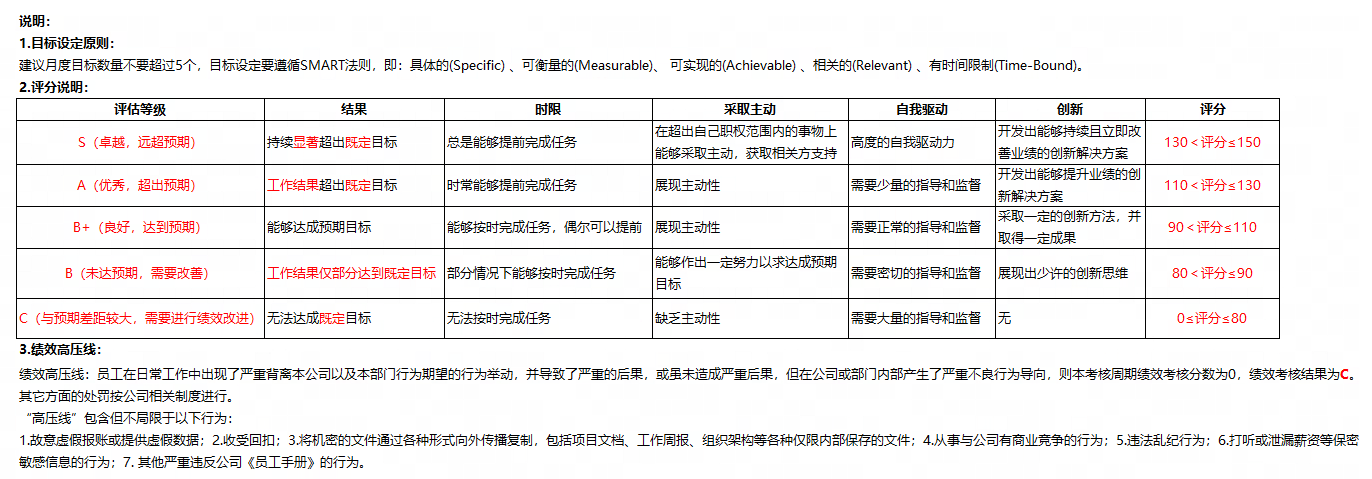 说明：
1.目标设定原则：
建议月度目标数量不要超过5个，目标设定要遵循SMART法则，即：具体的(Specific) 、可衡量的(Measurable)、 可实现的(Achievable) 、相关的(Relevant) 、有时间限制(Time-Bound)。
2.评分说明：
评估等级 结果 时限 采取主动 自我驱动 创新 评分
S（卓越，远超预期） 持续显著超出既定目标 总是能够提前完成任务 在超出自己职权范围内的事物上 高度的自我驱动力 开发出能够持续且立即改 130＜评分≤150
能够采取主动，获取相关方支持 善业绩的创新解决方案
A（优秀，超出预期） 工作结果超出既定目标 时常能够提前完成任务 展现主动性 需要少量的指导和监督 开发出能够提升业绩的创 110＜评分≤130
新解决方案
B+（良好，达到预期） 能够达成预期目标 能够按时完成任务，偶尔可以提前 展现主动性 需要正常的指导和监督 采取一定的创新方法，并 90＜评分≤110
取得一定成果
B（未达预期，需要改善） 工作结果仅部分达到既定目标 部分情况下能够按时完成任务 能够作出一定努力以求达成预期 需要密切的指导和监督 展现出少许的创新思维 80＜评分≤90
目标
C（与预期差距较大，需要进行绩效改进） 无法达成既定目标 无法按时完成任务 缺乏主动性 需要大量的指导和监督 无 0≤评分≤80
3.绩效高压线：
绩效高压线：员工在日常工作中出现了严重背离本公司以及本部门行为期望的行为举动，并导致了严重的后果，或虽未造成严重后果，但在公司或部门内部产生了严重不良行为导向，则本考核周期绩效考核分数为0，绩效考核结果为C。
其它方面的处罚按公司相关制度进行。
“高压线”包含但不局限于以下行为：
1.故意虚假报账或提供虚假数据；2.收受回扣；3.将机密的文件通过各种形式向外传播复制，包括项目文档、工作周报、组织架构等各种仅限内部保存的文件；4.从事与公司有商业竞争的行为；5.违法乱纪行为；6.打听或泄漏薪资等保密
敏感信息的行为；7. 其他严重违反公司《员工手册》的行为。